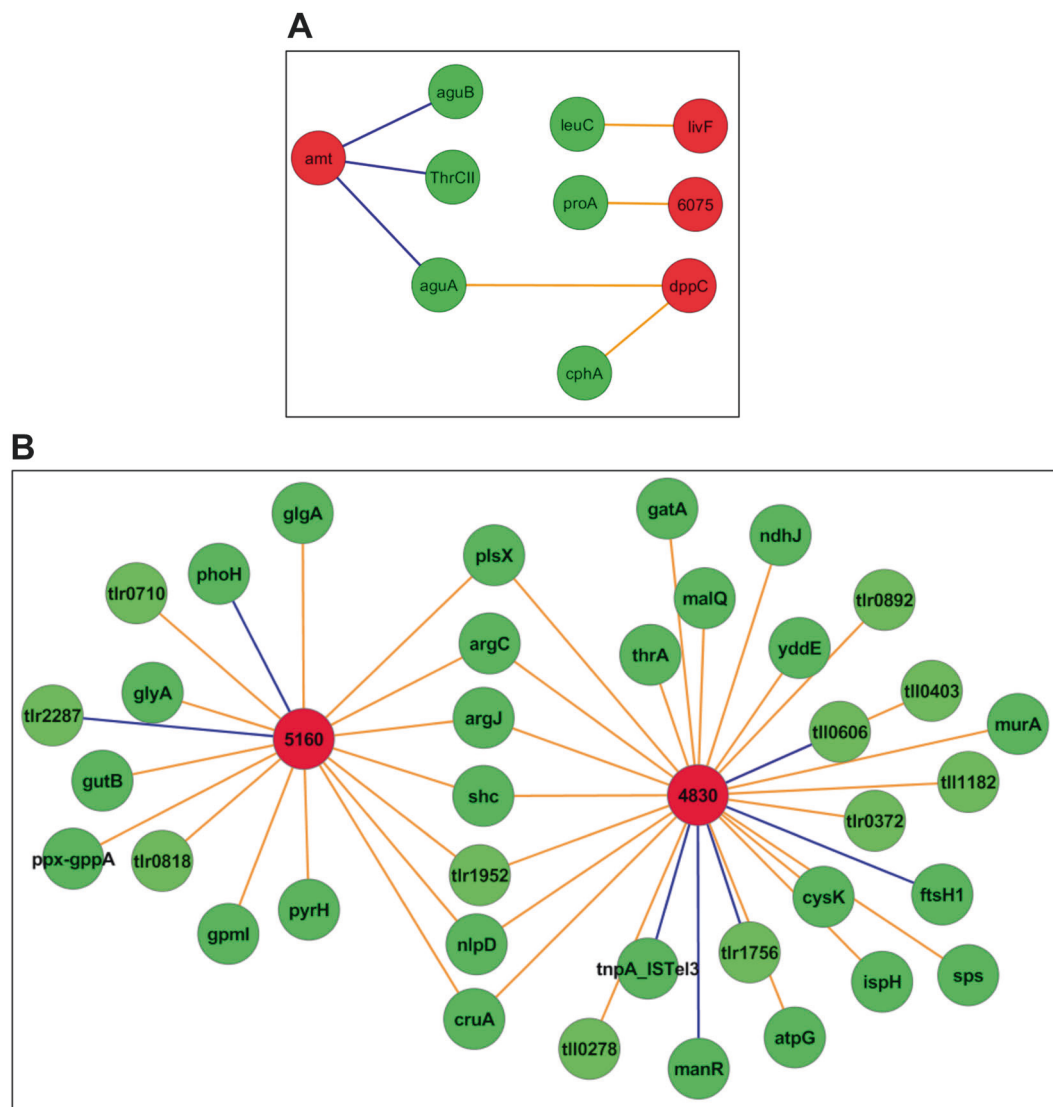 A
aguB
leuC
livF
amt
ThrCII
proA
6075
aguA
dppC
cphA
B
glgA
gatA
ndhJ
plsX
phoH
tlr0710
malQ
tlr0892
argC
thrA
yddE
glyA
tll0403
tlr2287
argJ
tll0606
murA
5160
gutB
shc
4830
tll1182
tlr0372
ppx-gppA
tlr0818
tlr1952
cysK
ftsH1
pyrH
gpmI
nlpD
tlr1756
tnpA_ISTel3
ispH
sps
cruA
tll0278
atpG
manR